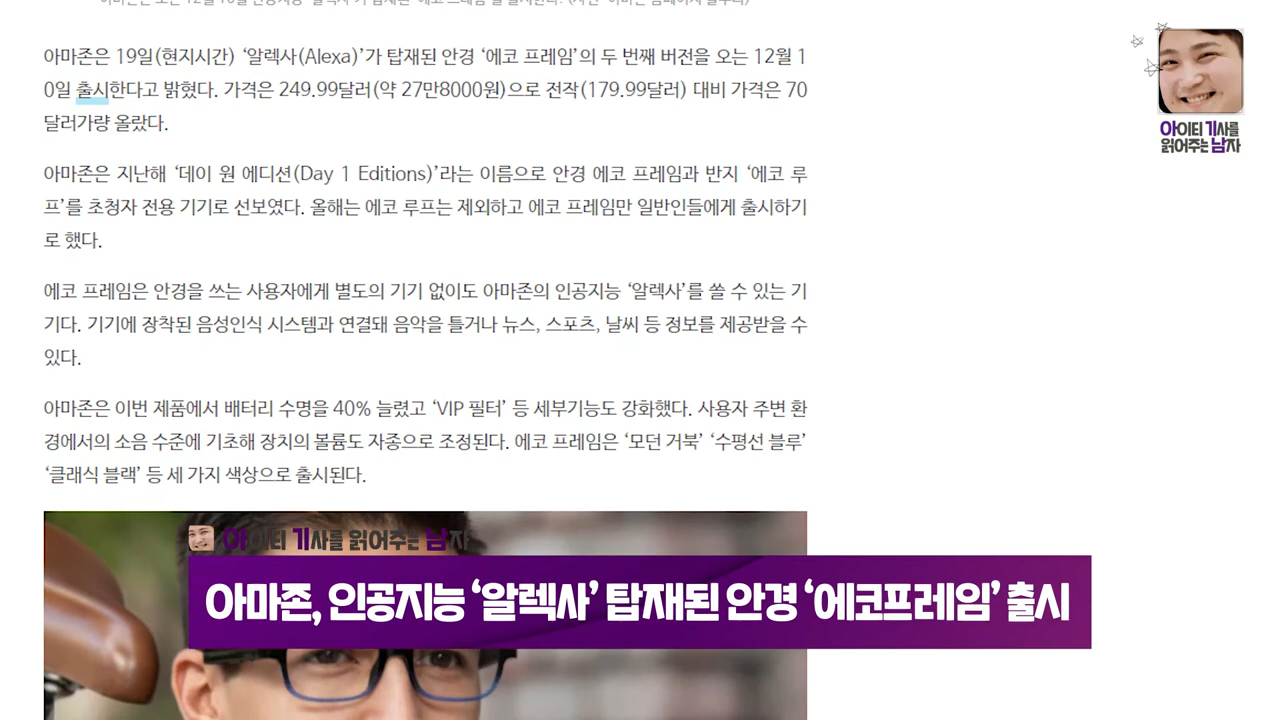 아마존은 19일(현지시간) ‘알렉사(Alexa)’가 탑재된 안경 ‘에코 프레임’의 두 번째 버전을 오는 12월 1
0일 출시한다고 밝혔다. 가격은 249.99달러(약 27만8000원)으로 전작(179.99달러) 대비 가격은 70
달러가량 올랐다.
아마존은 지난해 ‘데이 원 에디션(Day 1 Editions)’라는 이름으로 안경 에코 프레임과 반지 ‘에코 루
프’를 초청자 전용 기기로 선보였다. 올해는 에코 루프는 제외하고 에코 프레임만 일반인들에게 출시하기
로 했다.
에코 프레임은 안경을 쓰는 사용자에게 별도의 기기 없이도 아마존의 인공지능 ‘알렉사’를 쓸 수 있는 기
기다. 기기에 장착된 음성인식 시스템과 연결돼 음악을 틀거나 뉴스, 스포츠, 날씨 등 정보를 제공받을 수
있다.
아마존은 이번 제품에서 배터리 수명을 40% 늘렸고 ‘VIP 필터’ 등 세부기능도 강화했다. 사용자 주변 환
경에서의 소음 수준에 기초해 장치의 볼륨도 자종으로 조정된다. 에코 프레임은 ‘모던 거북’ ‘수평선 블루’
‘클래식 블랙’ 등 세 가지 색상으로 출시된다.
아이티 기사를
읽어주는 남자
아이티 기사를 읽어주는 남자
아마존, 인공지능 ‘알렉사’ 탑재된 안경 ‘에코프레임’ 출시